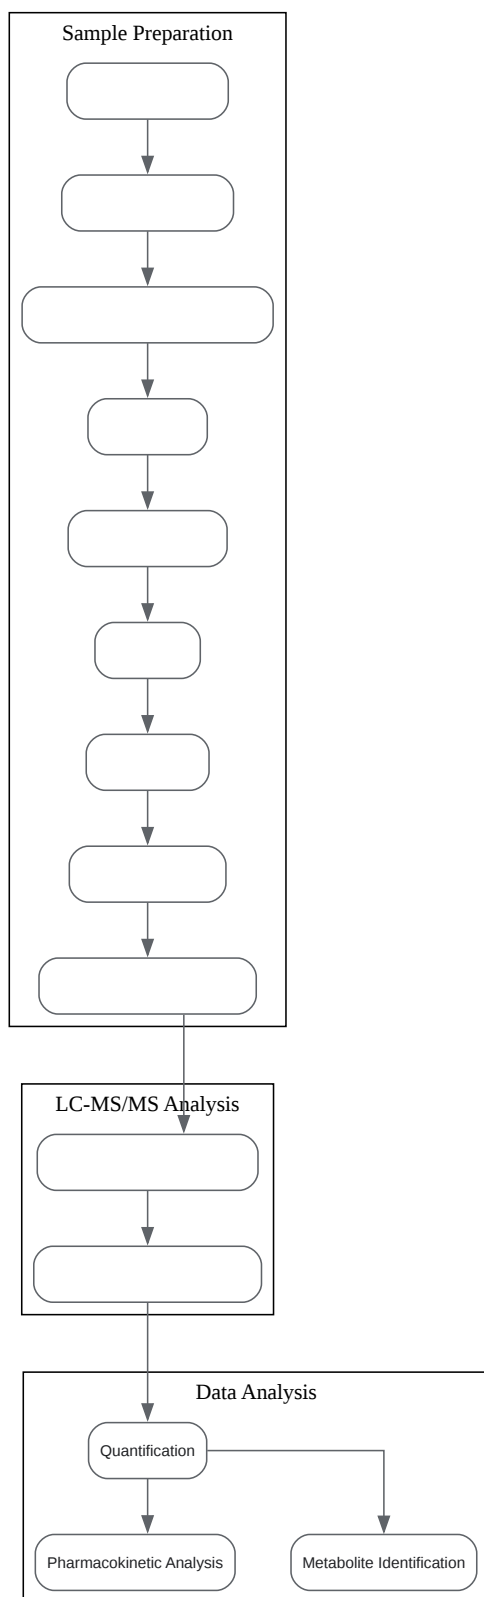 Sample Preparation
LC-MS/MS Analysis
Data Analysis
Quantification
Pharmacokinetic Analysis
Metabolite Identification